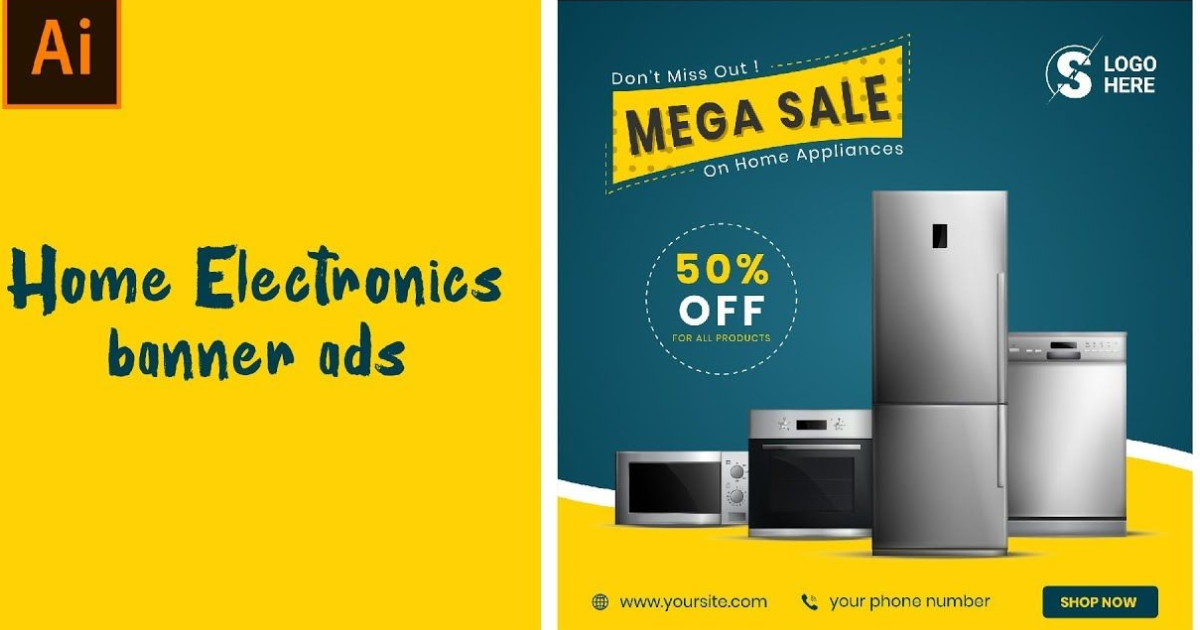 Ai
Home Electronics
banner ads
Don't Miss Out !
MEGA SALE
On Home Appliances
LOGO
HERE
50%
OFF
FOR ALL PRODUCTS
www.yoursite.com
your phone number
SHOP NOW